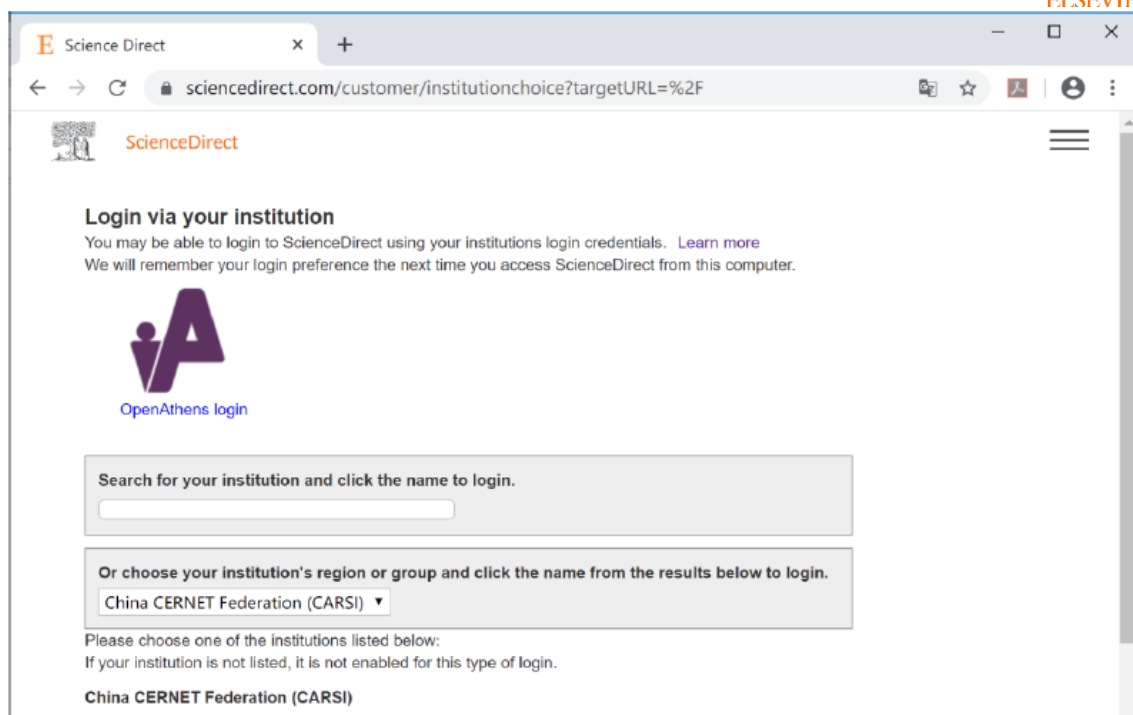 E Science Direct
sciencedirect.com/customer/institutionchoice?targetURL=%2F
ScienceDirect
Login via your institution
You may be able to login to ScienceDirect using your institutions login credentials. Learn more
We will remember your login preference the next time you access ScienceDirect from this computer.
OpenAthens login
Search for your institution and click the name to login.
Or choose your institution's region or group and click the name from the results below to login.
China CERNET Federation (CARSI)
Please choose one of the institutions listed below:
If your institution is not listed, it is not enabled for this type of login.
China CERNET Federation (CARSI)